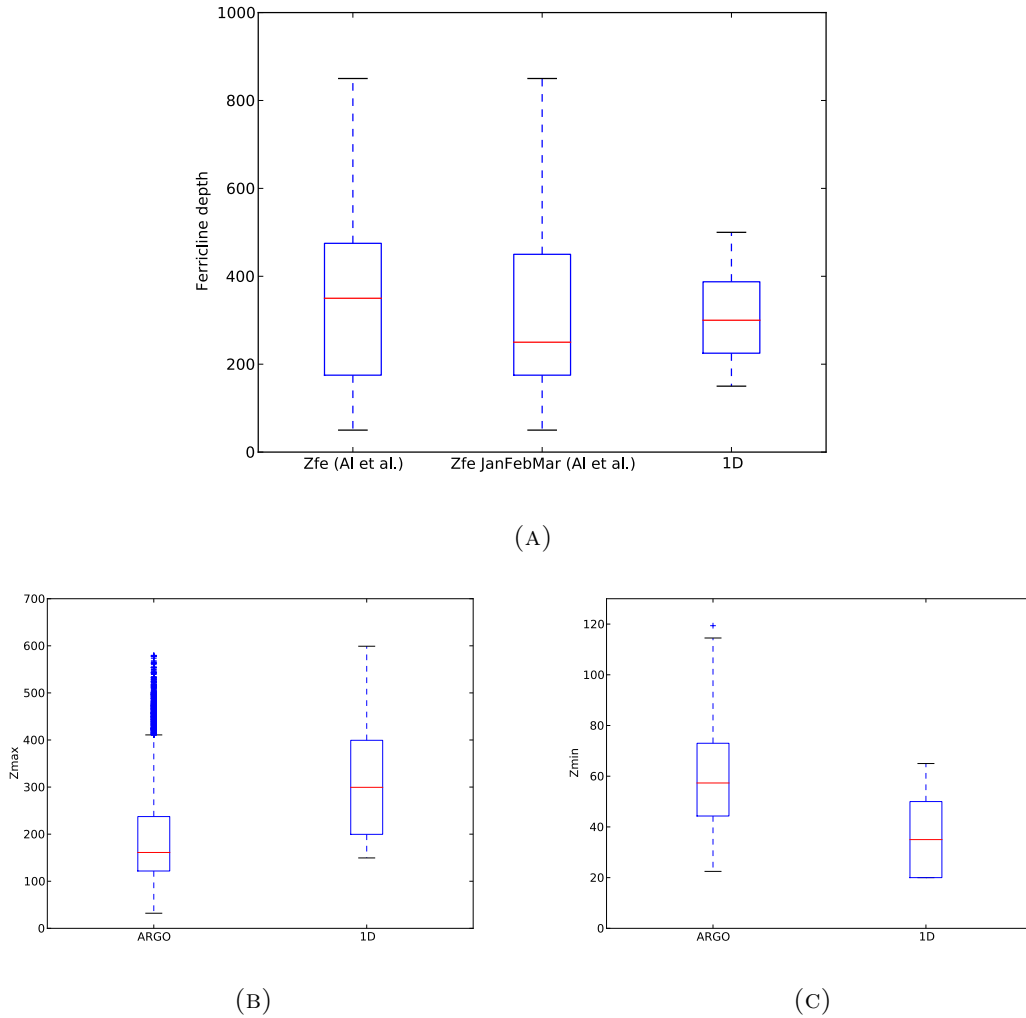 1000
800
600
400
200
0
Ferricline depth
Zfe (Al et al.) Zfe JanFebMar (Al et al.) 1D
(A)
700
600
500
400
300
200
100
0
Zmax
ARGO 1D
(B)
120
100
80
60
40
20
0
Zmin
ARGO 1D
(C)